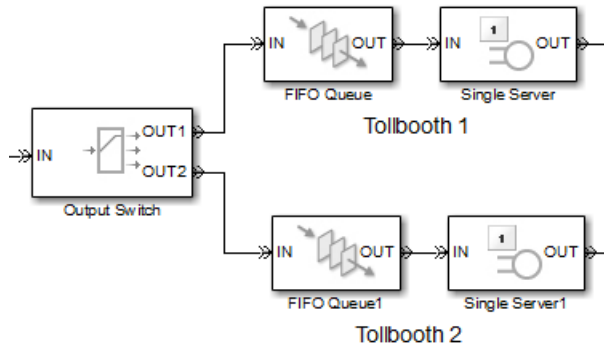 IN
OUT
IN
1
OUT
FIFO Queue
Single Server
Tollbooth 1
IN
OUT1
OUT2
Output Switch
IN
OUT
IN
1
OUT
FIFO Queue1
Single Server1
Tollbooth 2